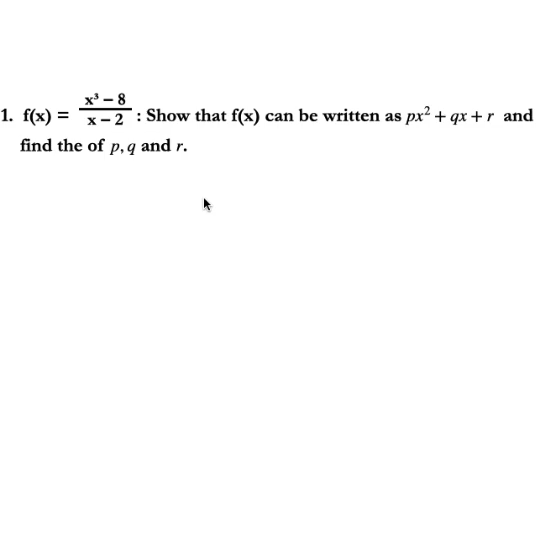 1. f(x) = x³ – 8 / x – 2 : Show that f(x) can be written as px² + qx + r and
find the of p, q and r.